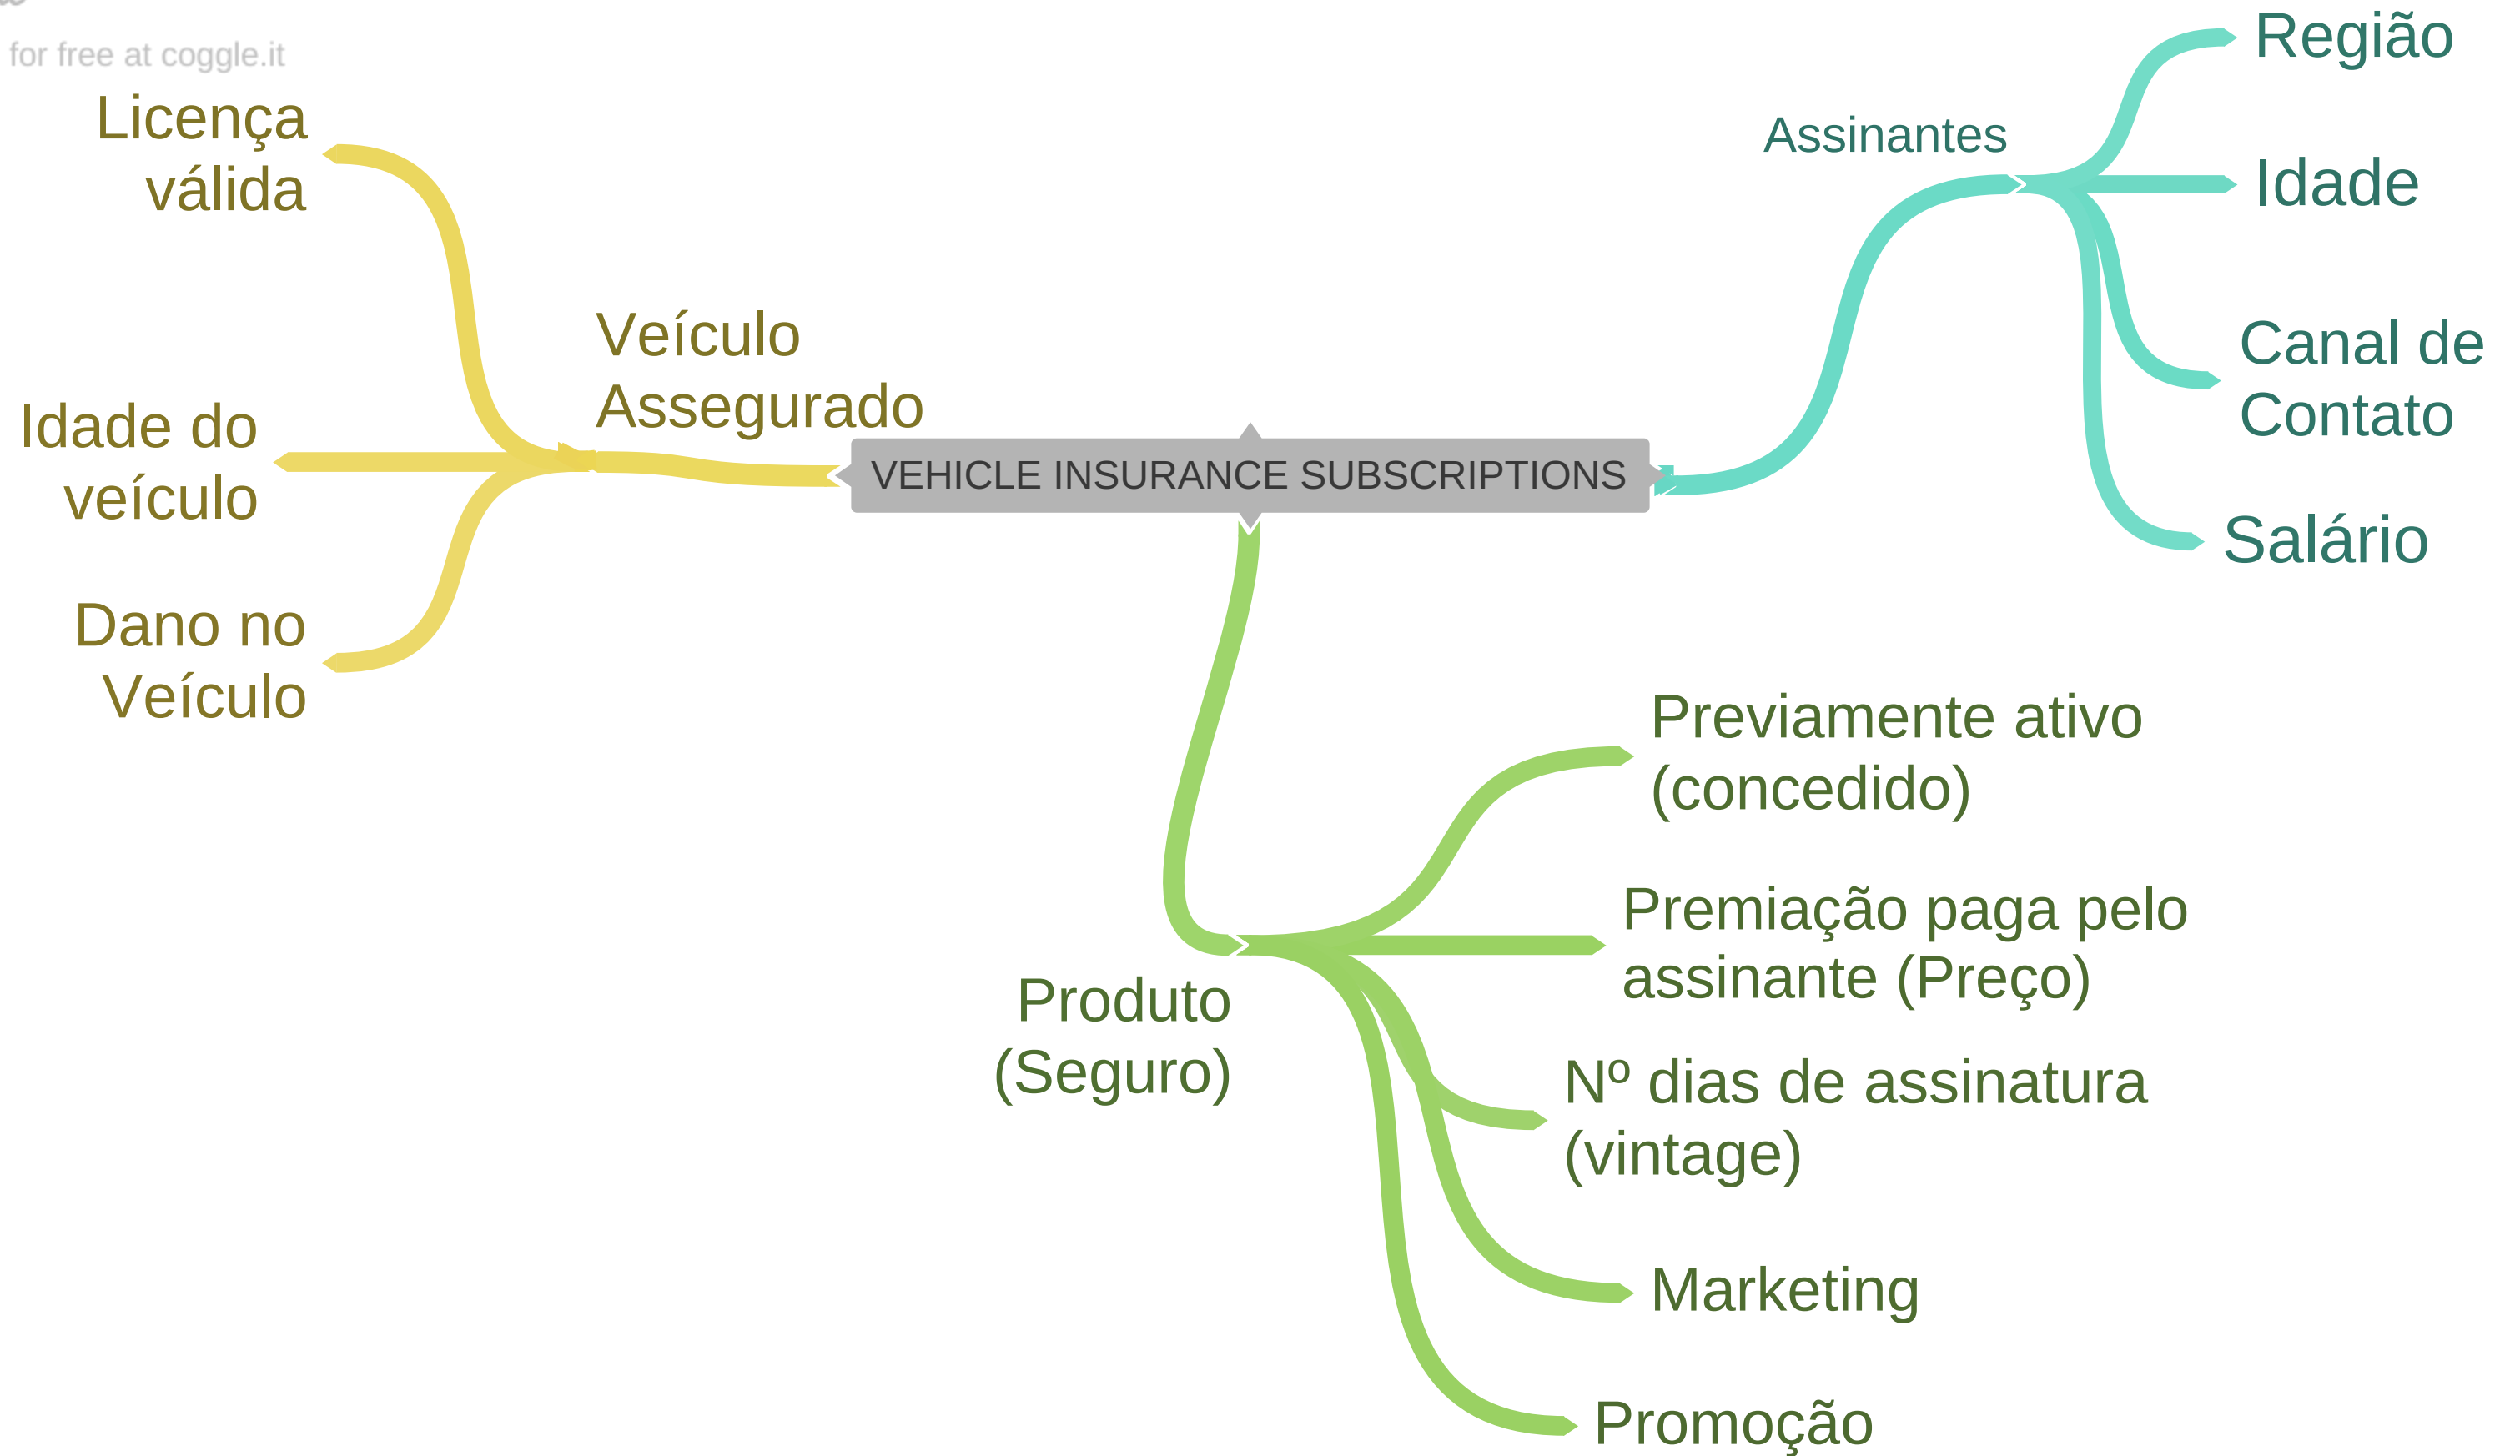 for free at coggle.it
Licença
válida
Idade do
veículo
Dano no
Veículo
Veículo
Assegurado
VEHICLE INSURANCE SUBSCRIPTIONS
Assinantes
Região
Idade
Canal de
Contato
Salário
Produto
(Seguro)
Previamente ativo
(concedido)
Premiação paga pelo
assinante (Preço)
Nº dias de assinatura
(vintage)
Marketing
Promoção